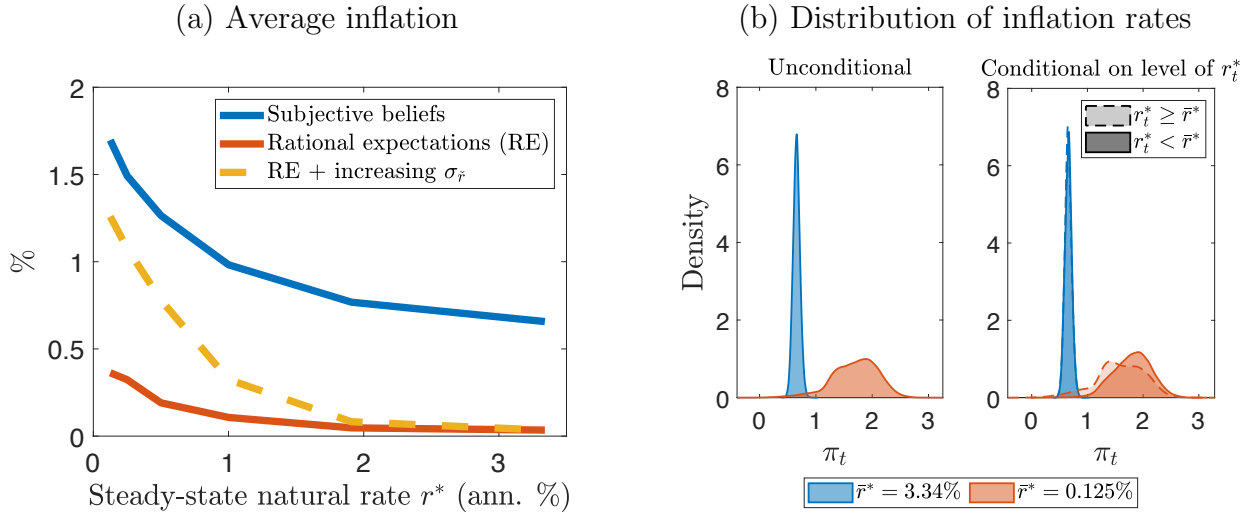 (a) Average inflation
2
1.5
1
0.5
0
%
0
1
2
3
Subjective beliefs
Rational expectations (RE)
RE + increasing σ_ř
Steady-state natural rate r* (ann. %)
(b) Distribution of inflation rates
Unconditional
8
6
4
2
0
Density
0
1
2
3
π_t
Conditional on level of r*_t
8
6
4
2
0
r*_t ≥ r̄*
r*_t < r̄*
0
1
2
3
π_t
r̄* = 3.34%
r̄* = 0.125%